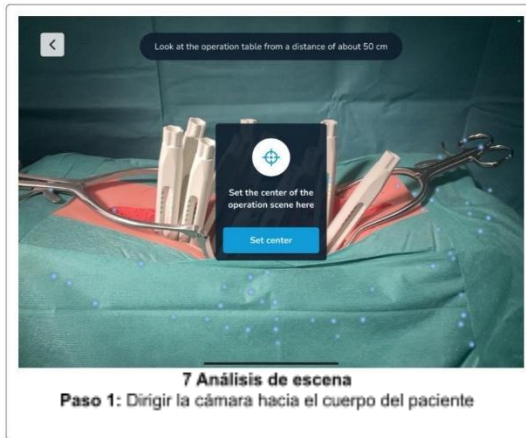 Look at the operation table from a distance of about 50 cm
Set the center of the
operation scene here
Set center
7 Análisis de escena
Paso 1: Dirigir la cámara hacia el cuerpo del paciente